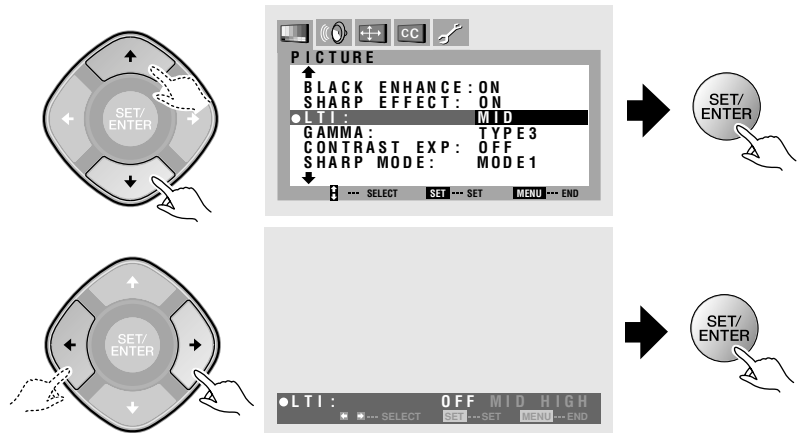 SET/
ENTER
CC
PICTURE
BLACK ENHANCE: ON
SHARP EFFECT: ON
●LTI: MID
GAMMA: TYPE3
CONTRAST EXP: OFF
SHARP MODE: MODE1
--- SELECT SET --- SET MENU --- END
SET/
ENTER
SET/
ENTER
●LTI: OFF MID HIGH
--- SELECT SET --- SET MENU --- END
SET/
ENTER